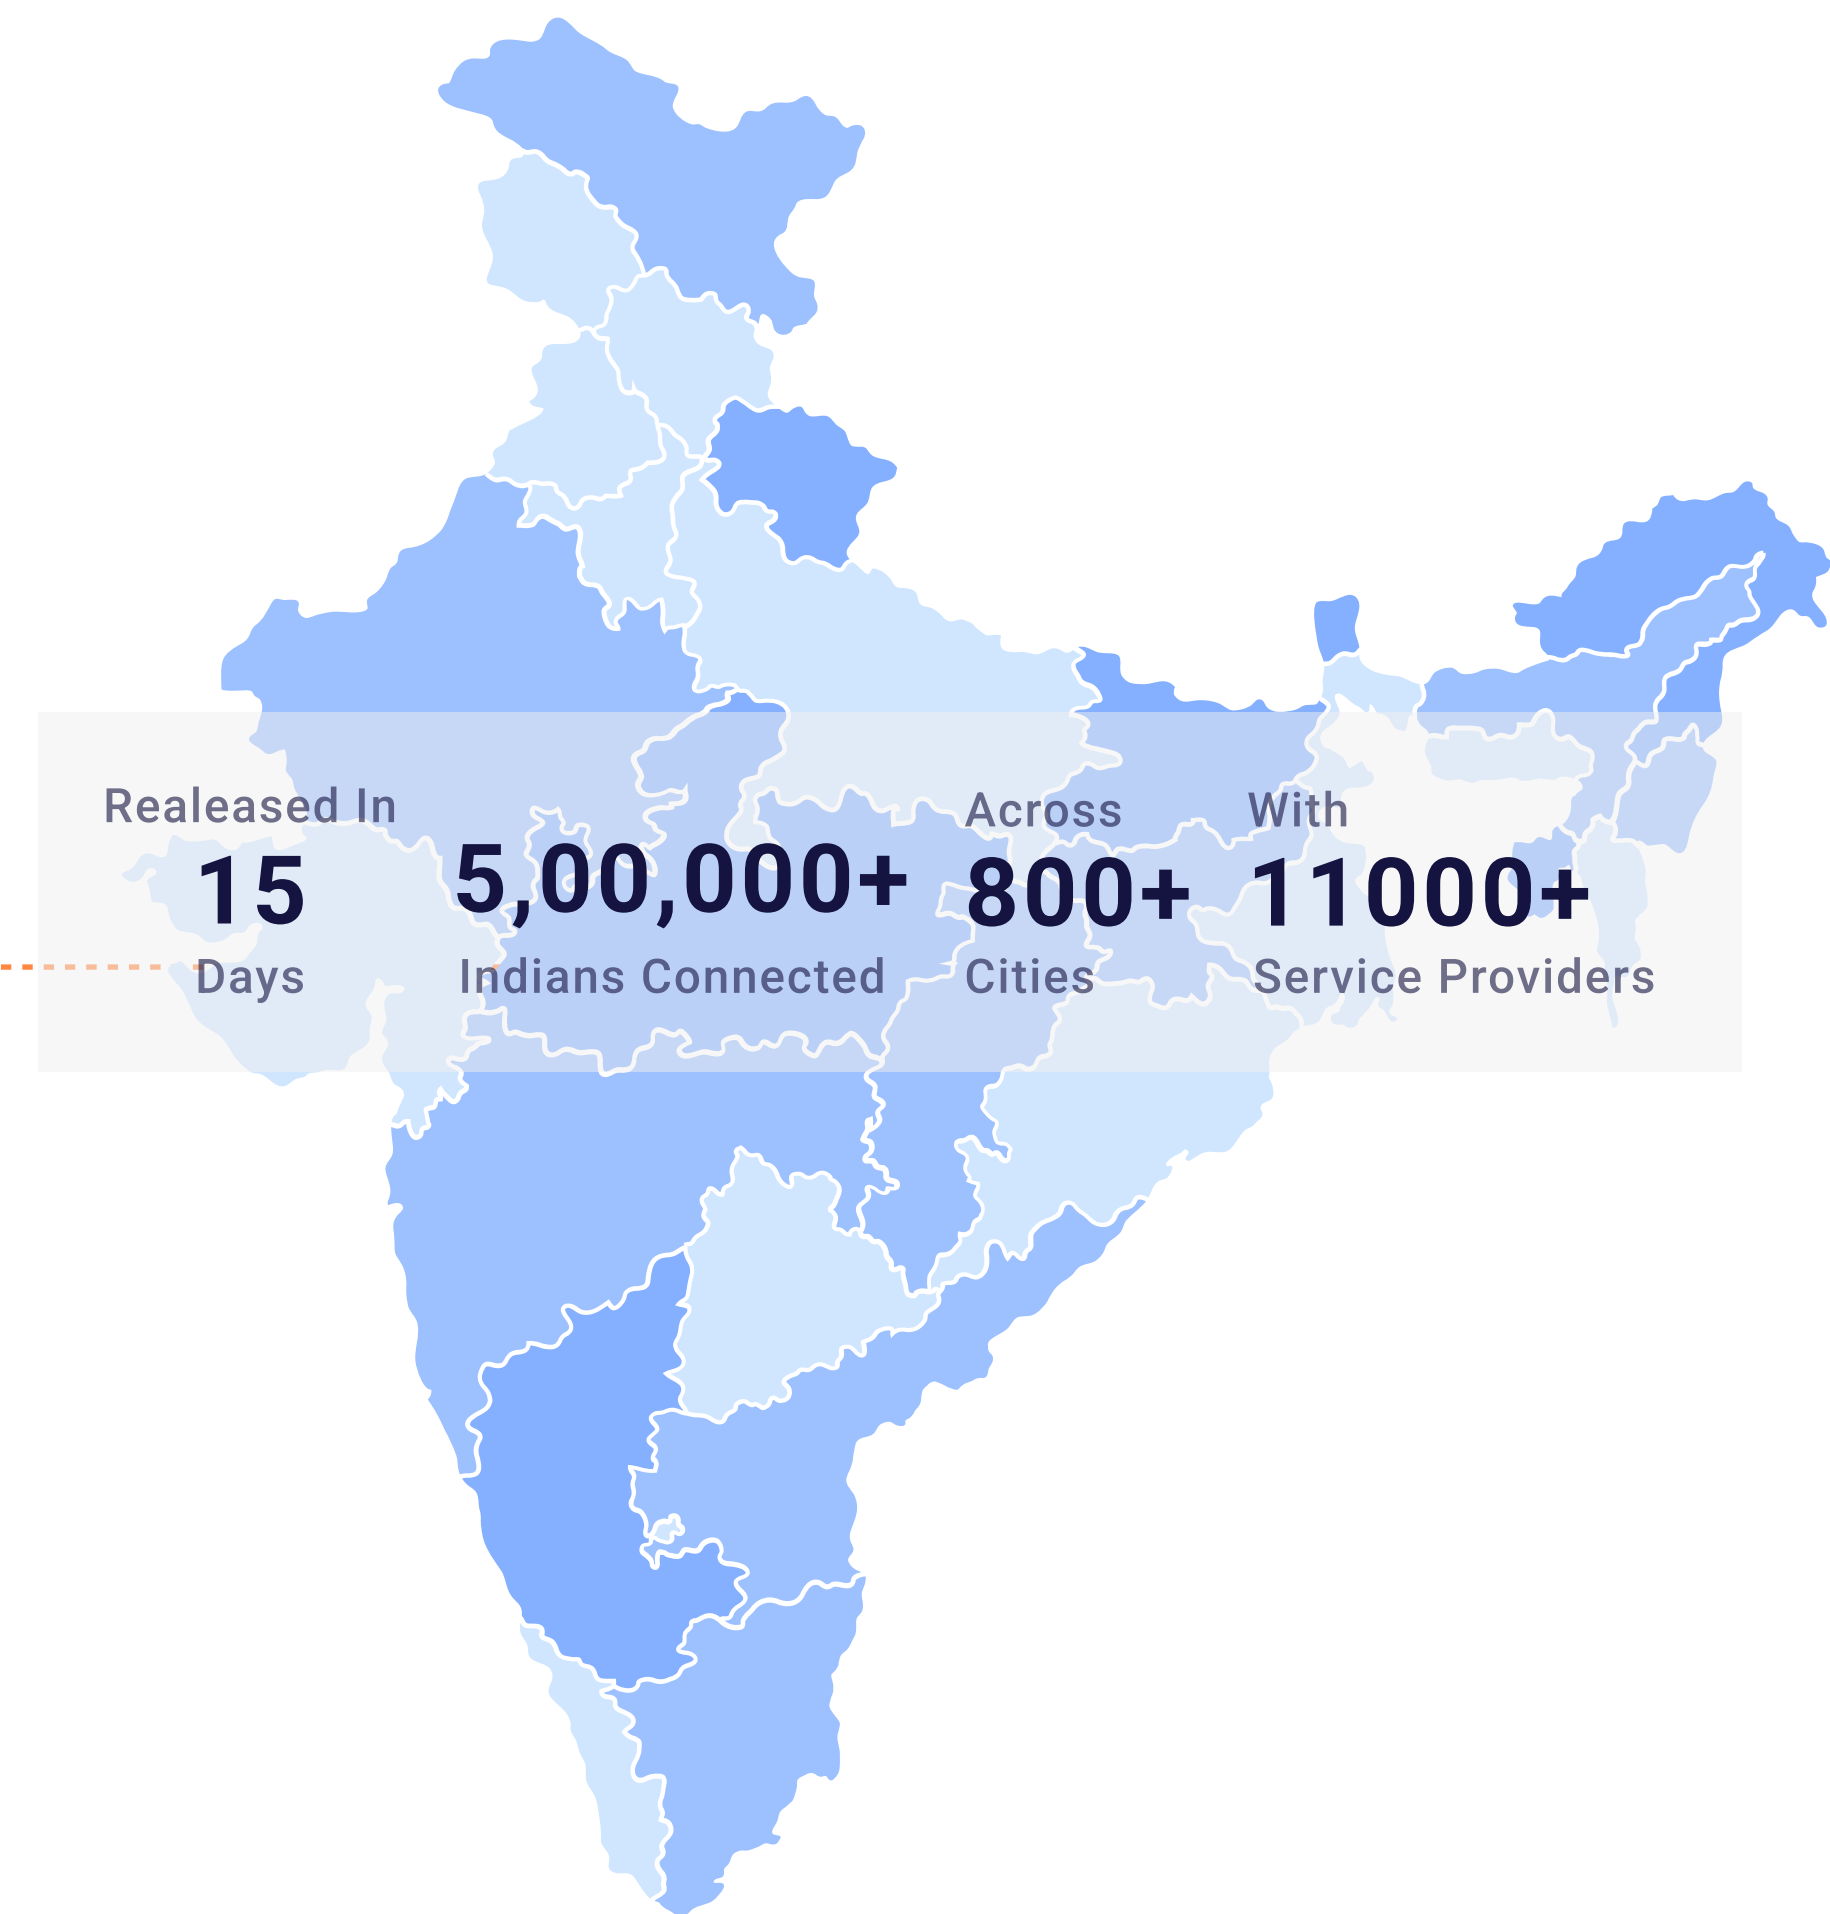 Realeased In
15
Days
5,00,000+
Indians Connected
Across
800+
Cities
With
11000+
Service Providers